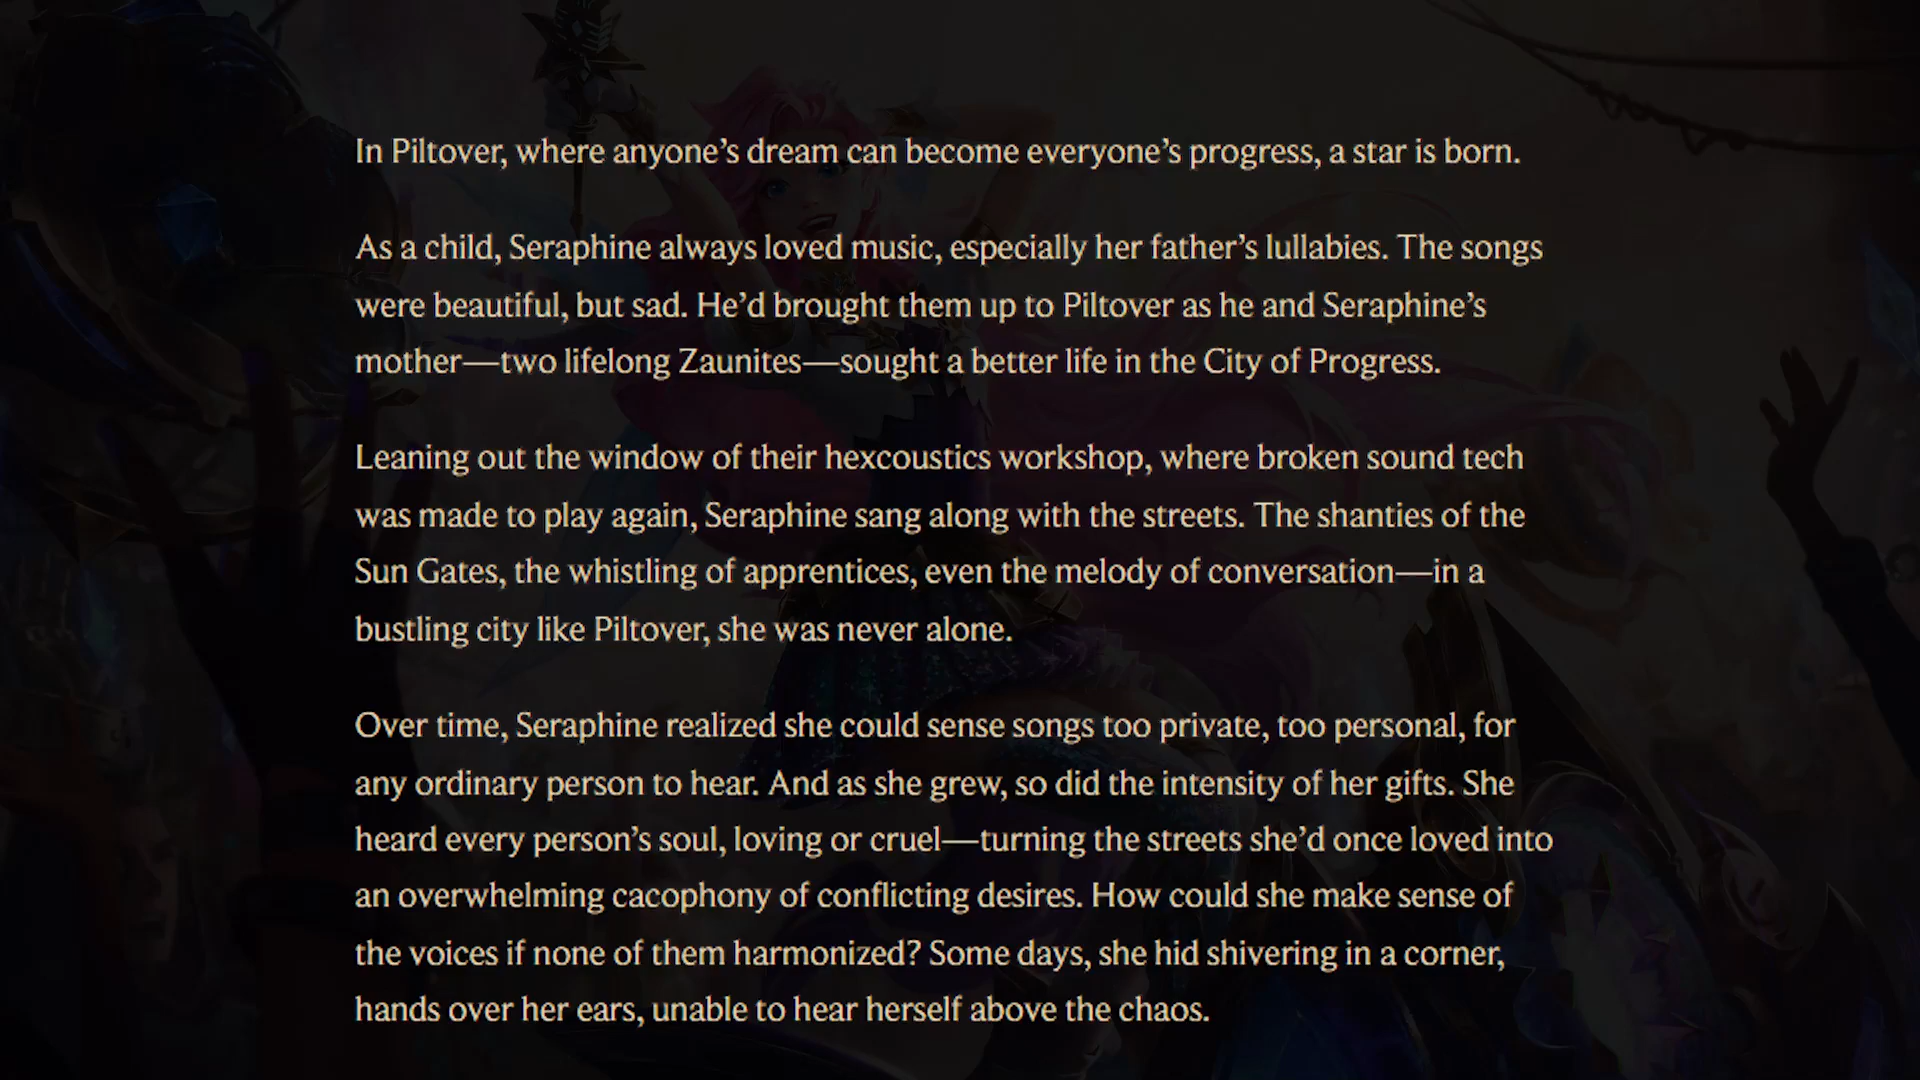 In Piltover, where anyone’s dream can become everyone’s progress, a star is born.
As a child, Seraphine always loved music, especially her father’s lullabies. The songs
were beautiful, but sad. He’d brought them up to Piltover as he and Seraphine’s
mother—two lifelong Zaunites—sought a better life in the City of Progress.
Leaning out the window of their hexcoustics workshop, where broken sound tech
was made to play again, Seraphine sang along with the streets. The shanties of the
Sun Gates, the whistling of apprentices, even the melody of conversation—in a
bustling city like Piltover, she was never alone.
Over time, Seraphine realized she could sense songs too private, too personal, for
any ordinary person to hear. And as she grew, so did the intensity of her gifts. She
heard every person’s soul, loving or cruel—turning the streets she’d once loved into
an overwhelming cacophony of conflicting desires. How could she make sense of
the voices if none of them harmonized? Some days, she hid shivering in a corner,
hands over her ears, unable to hear herself above the chaos.